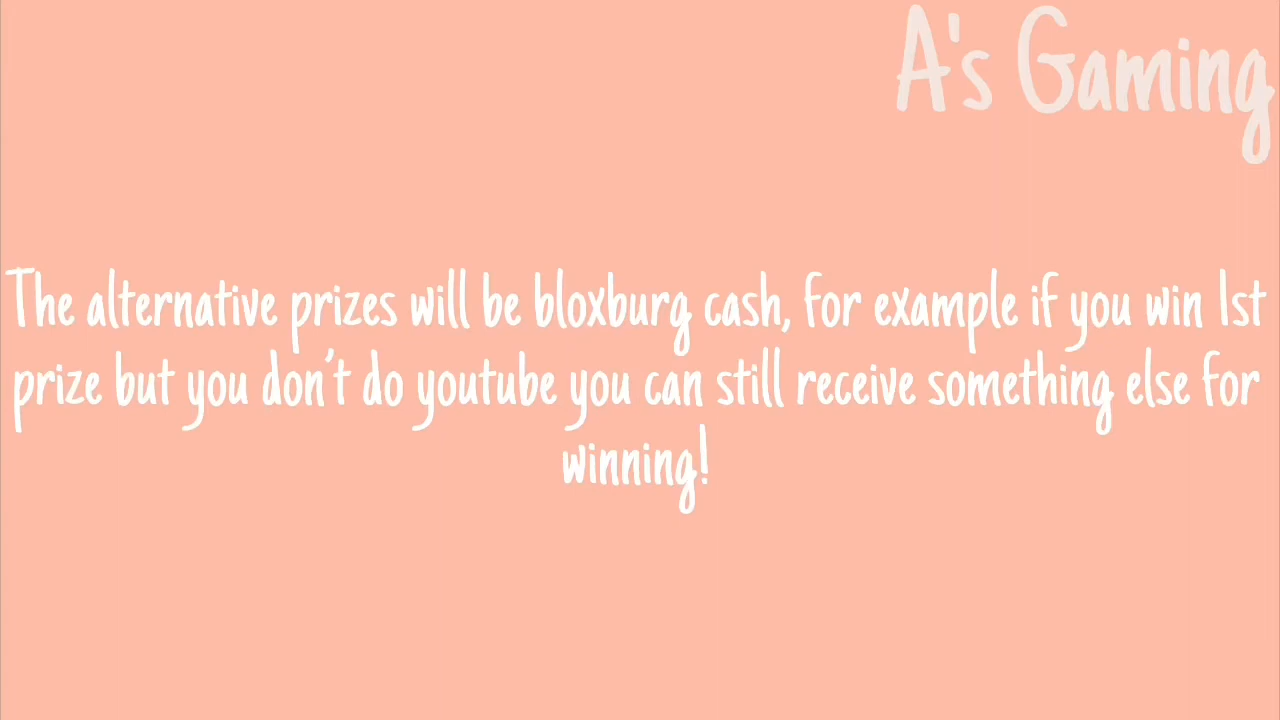 A's Gaming
The alternative prizes will be bloxburg cash, for example if you win 1st
prize but you don't do youtube you can still receive something else for
winning!